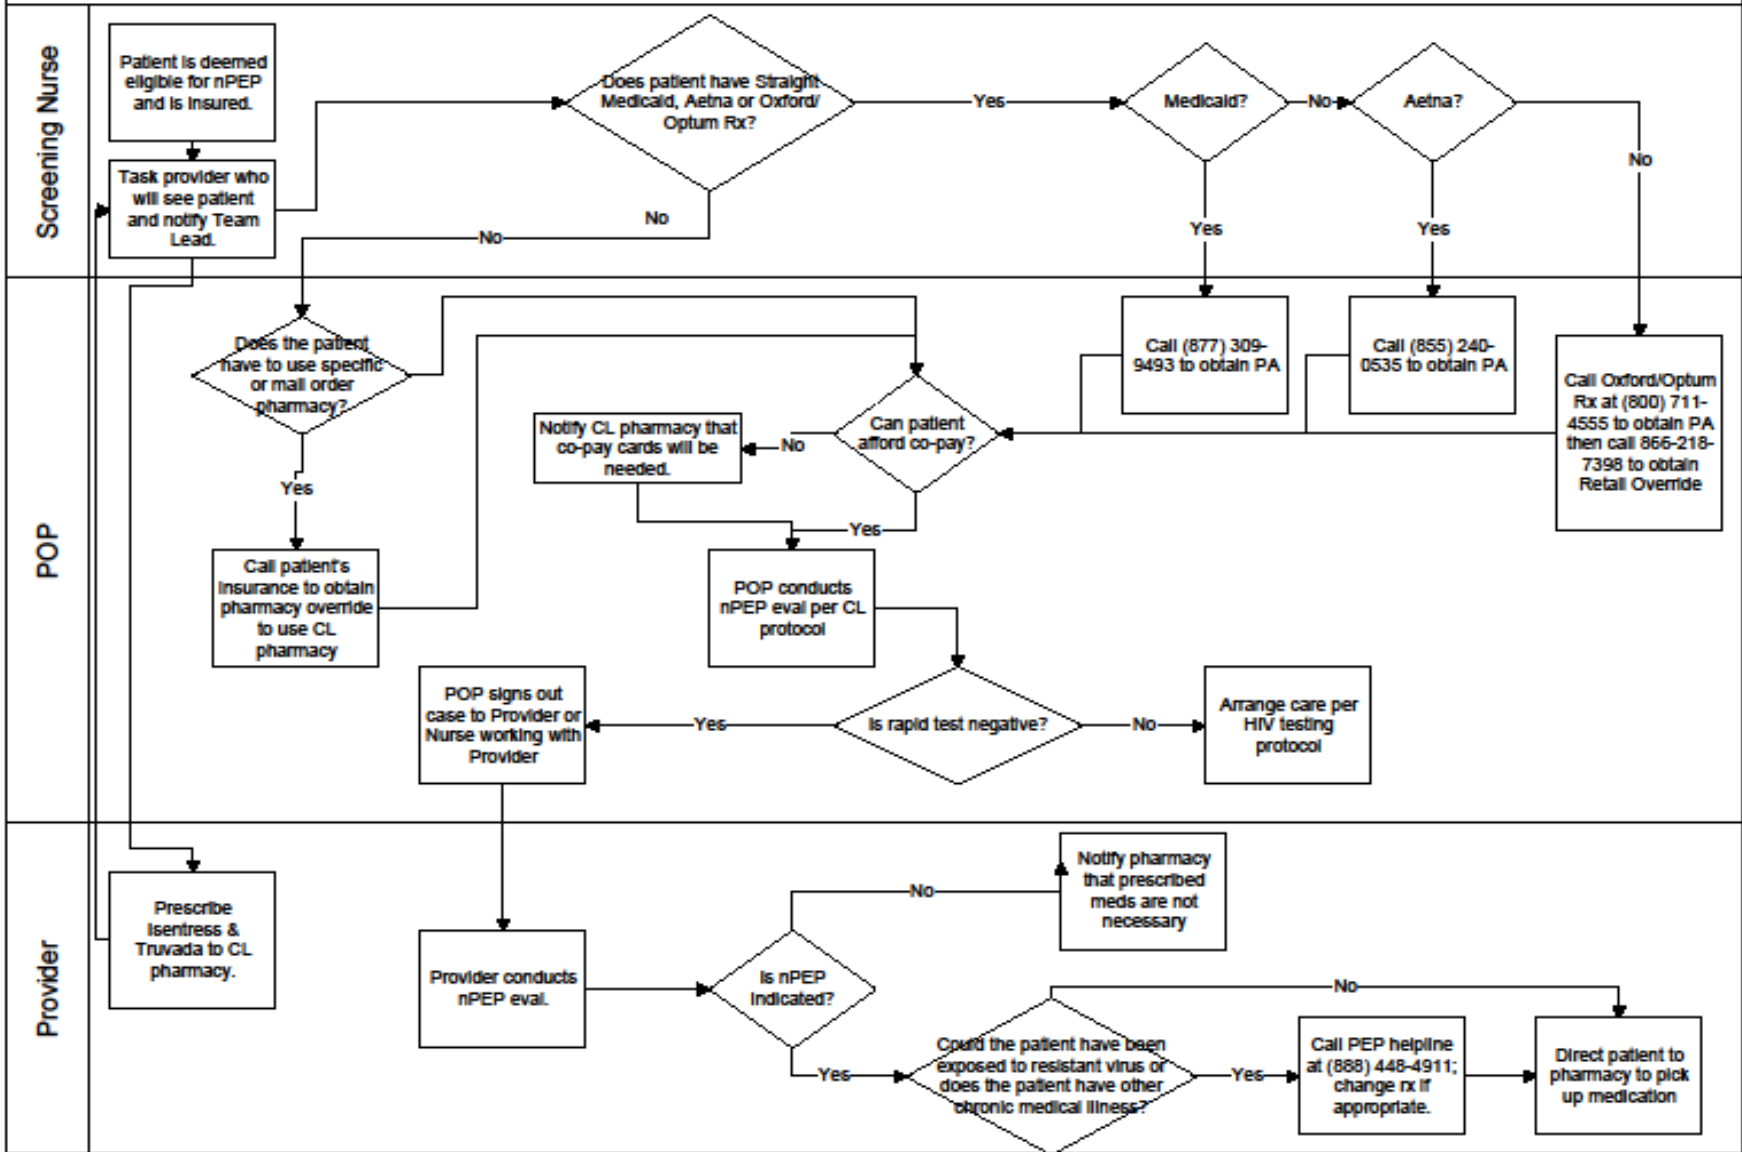 Screening Nurse
Patient is deemed
eligible for nPEP
and is insured.
Task provider who
will see patient
and notify Team
Lead.
Does patient have Straight
Medicaid, Aetna or Oxford/
Optum Rx?
Yes
Medicaid?
No
Aetna?
No
No
No
Yes
Yes
POP
Does the patient
have to use specific
or mail order
pharmacy?
Yes
Call patient's
insurance to obtain
pharmacy override
to use CL
pharmacy
Notify CL pharmacy that
co-pay cards will be
needed.
No
Can patient
afford co-pay?
Yes
Call (877) 309-
9493 to obtain PA
Call (855) 240-
0535 to obtain PA
Call Oxford/Optum
Rx at (800) 711-
4555 to obtain PA
then call 866-218-
7398 to obtain
Retail Override
POP conducts
nPEP eval per CL
protocol
POP signs out
case to Provider or
Nurse working with
Provider
Yes
Is rapid test negative?
No
Arrange care per
HIV testing
protocol
Provider
Prescribe
Isentress &
Truvada to CL
pharmacy.
Provider conducts
nPEP eval.
Is nPEP
indicated?
No
Notify pharmacy
that prescribed
meds are not
necessary
Yes
Could the patient have been
exposed to resistant virus or
does the patient have other
chronic medical illness?
No
Yes
Call PEP helpline
at (888) 448-4911;
change rx if
appropriate.
Direct patient to
pharmacy to pick
up medication